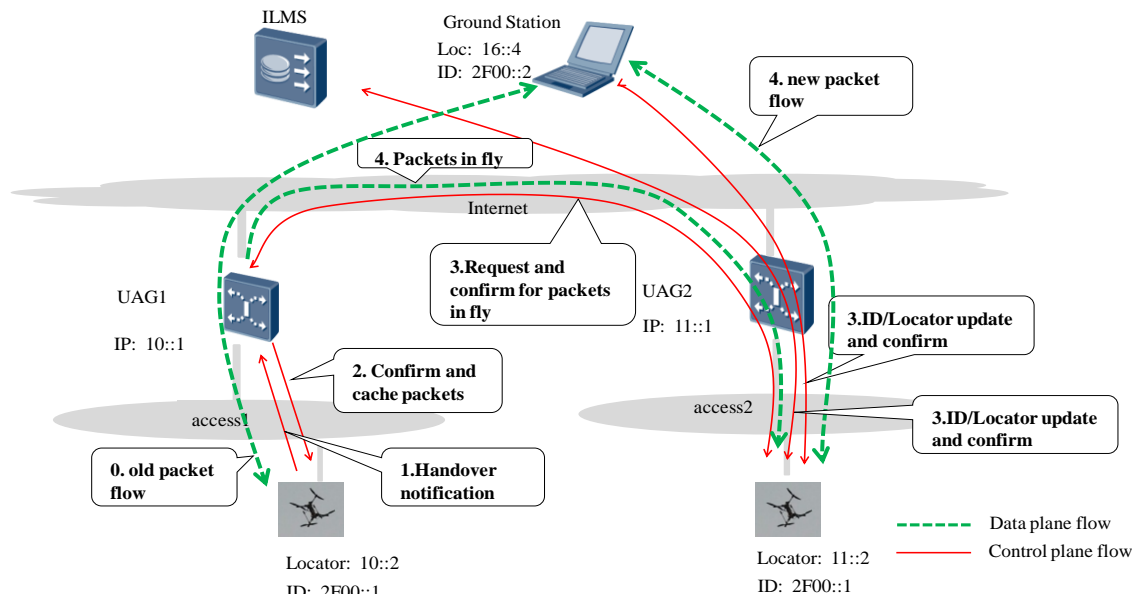 ILMS
Ground Station
Loc: 16::4
ID: 2F00::2
4. new packet
flow
4. Packets in fly
Internet
3.Request and
confirm for packets
in fly
UAG1
IP: 10::1
UAG2
IP: 11::1
3.ID/Locator update
and confirm
2. Confirm and
cache packets
access1
access2
3.ID/Locator update
and confirm
0. old packet
flow
1.Handover
notification
Data plane flow
Control plane flow
Locator: 10::2
ID: 2F00::1
Locator: 11::2
ID: 2F00::1